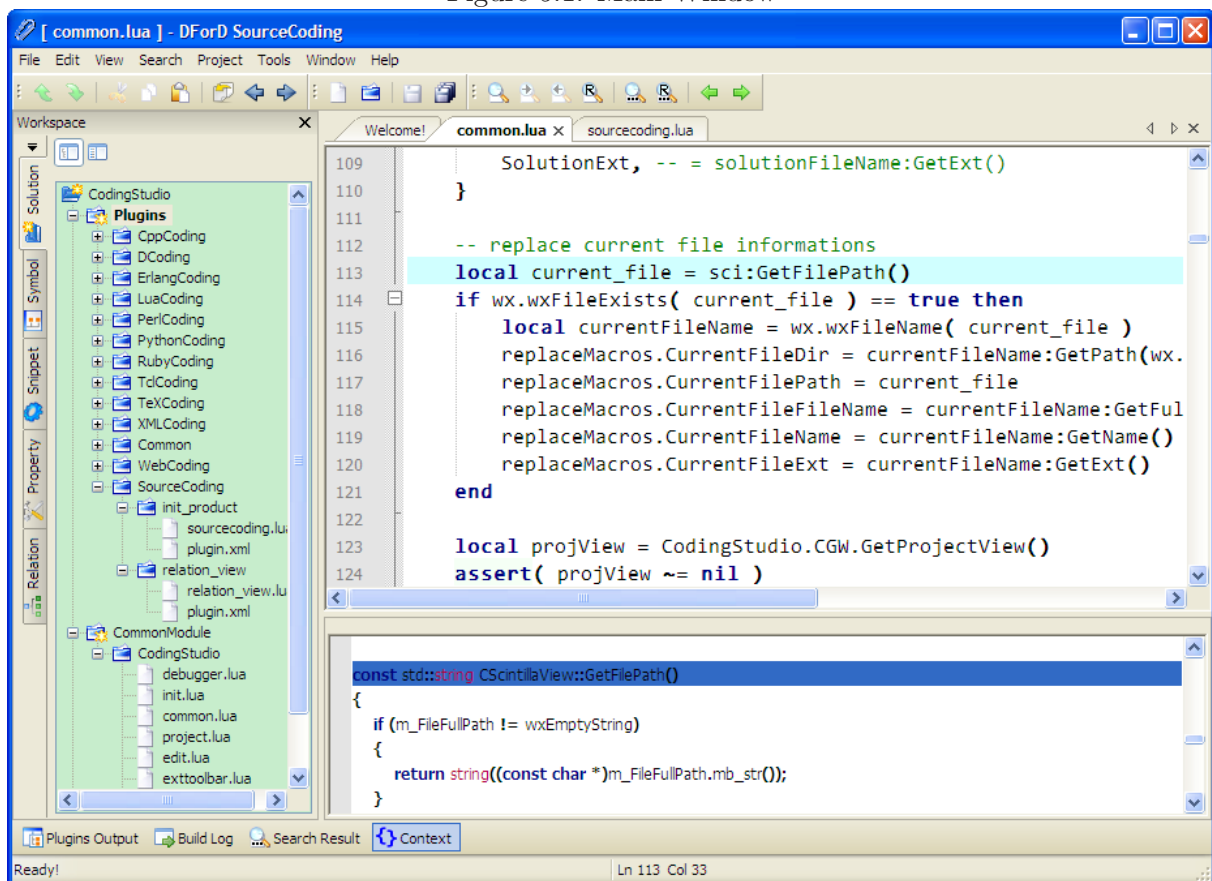 [ common.lua ] - DForD SourceCoding
File Edit View Search Project Tools Window Help
Workspace
Solution
Symbol
Snippet
Property
Relation
CodingStudio
Plugins
CppCoding
DCoding
ErlangCoding
LuaCoding
PerlCoding
PythonCoding
RubyCoding
TclCoding
TeXCoding
XMLCoding
Common
WebCoding
SourceCoding
init_product
sourcecoding.lu
plugin.xml
relation_view
relation_view.lu
plugin.xml
CommonModule
CodingStudio
debugger.lua
init.lua
common.lua
project.lua
edit.lua
exttoolbar.lua
Welcome! common.lua sourcecoding.lua
109 SolutionExt, -- = solutionFileName:GetExt()
110 }
111
112 -- replace current file informations
113 local current_file = sci:GetFilePath()
114 if wx.wxFileExists( current_file ) == true then
115 local currentFileName = wx.wxFileName( current_file )
116 replaceMacros.CurrentFileDir = currentFileName:GetPath(wx.
117 replaceMacros.CurrentFilePath = current_file
118 replaceMacros.CurrentFileFileName = currentFileName:GetFul
119 replaceMacros.CurrentFileName = currentFileName:GetName()
120 replaceMacros.CurrentFileExt = currentFileName:GetExt()
121 end
122
123 local projView = CodingStudio.CGW.GetProjectView()
124 assert( projView ~= nil )
const std::string CScintillaView::GetFilePath()
{
if (m_FileFullPath != wxEmptyString)
{
return string((const char *)m_FileFullPath.mb_str());
}
Plugins Output Build Log Search Result {} Context
Ready! Ln 113 Col 33